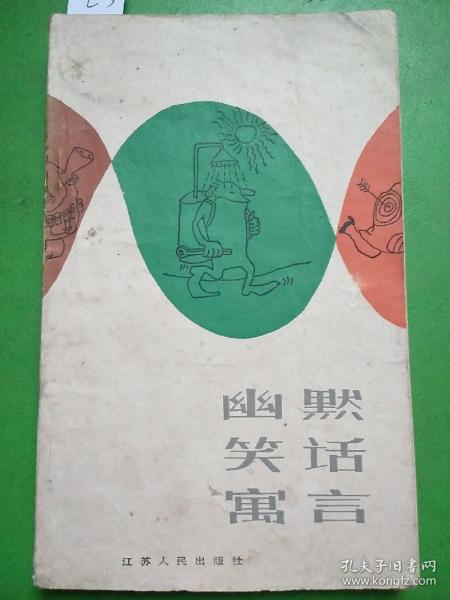 幽默
笑话
寓言
江苏人民出版社
孔夫子旧书网
www.kongfz.com